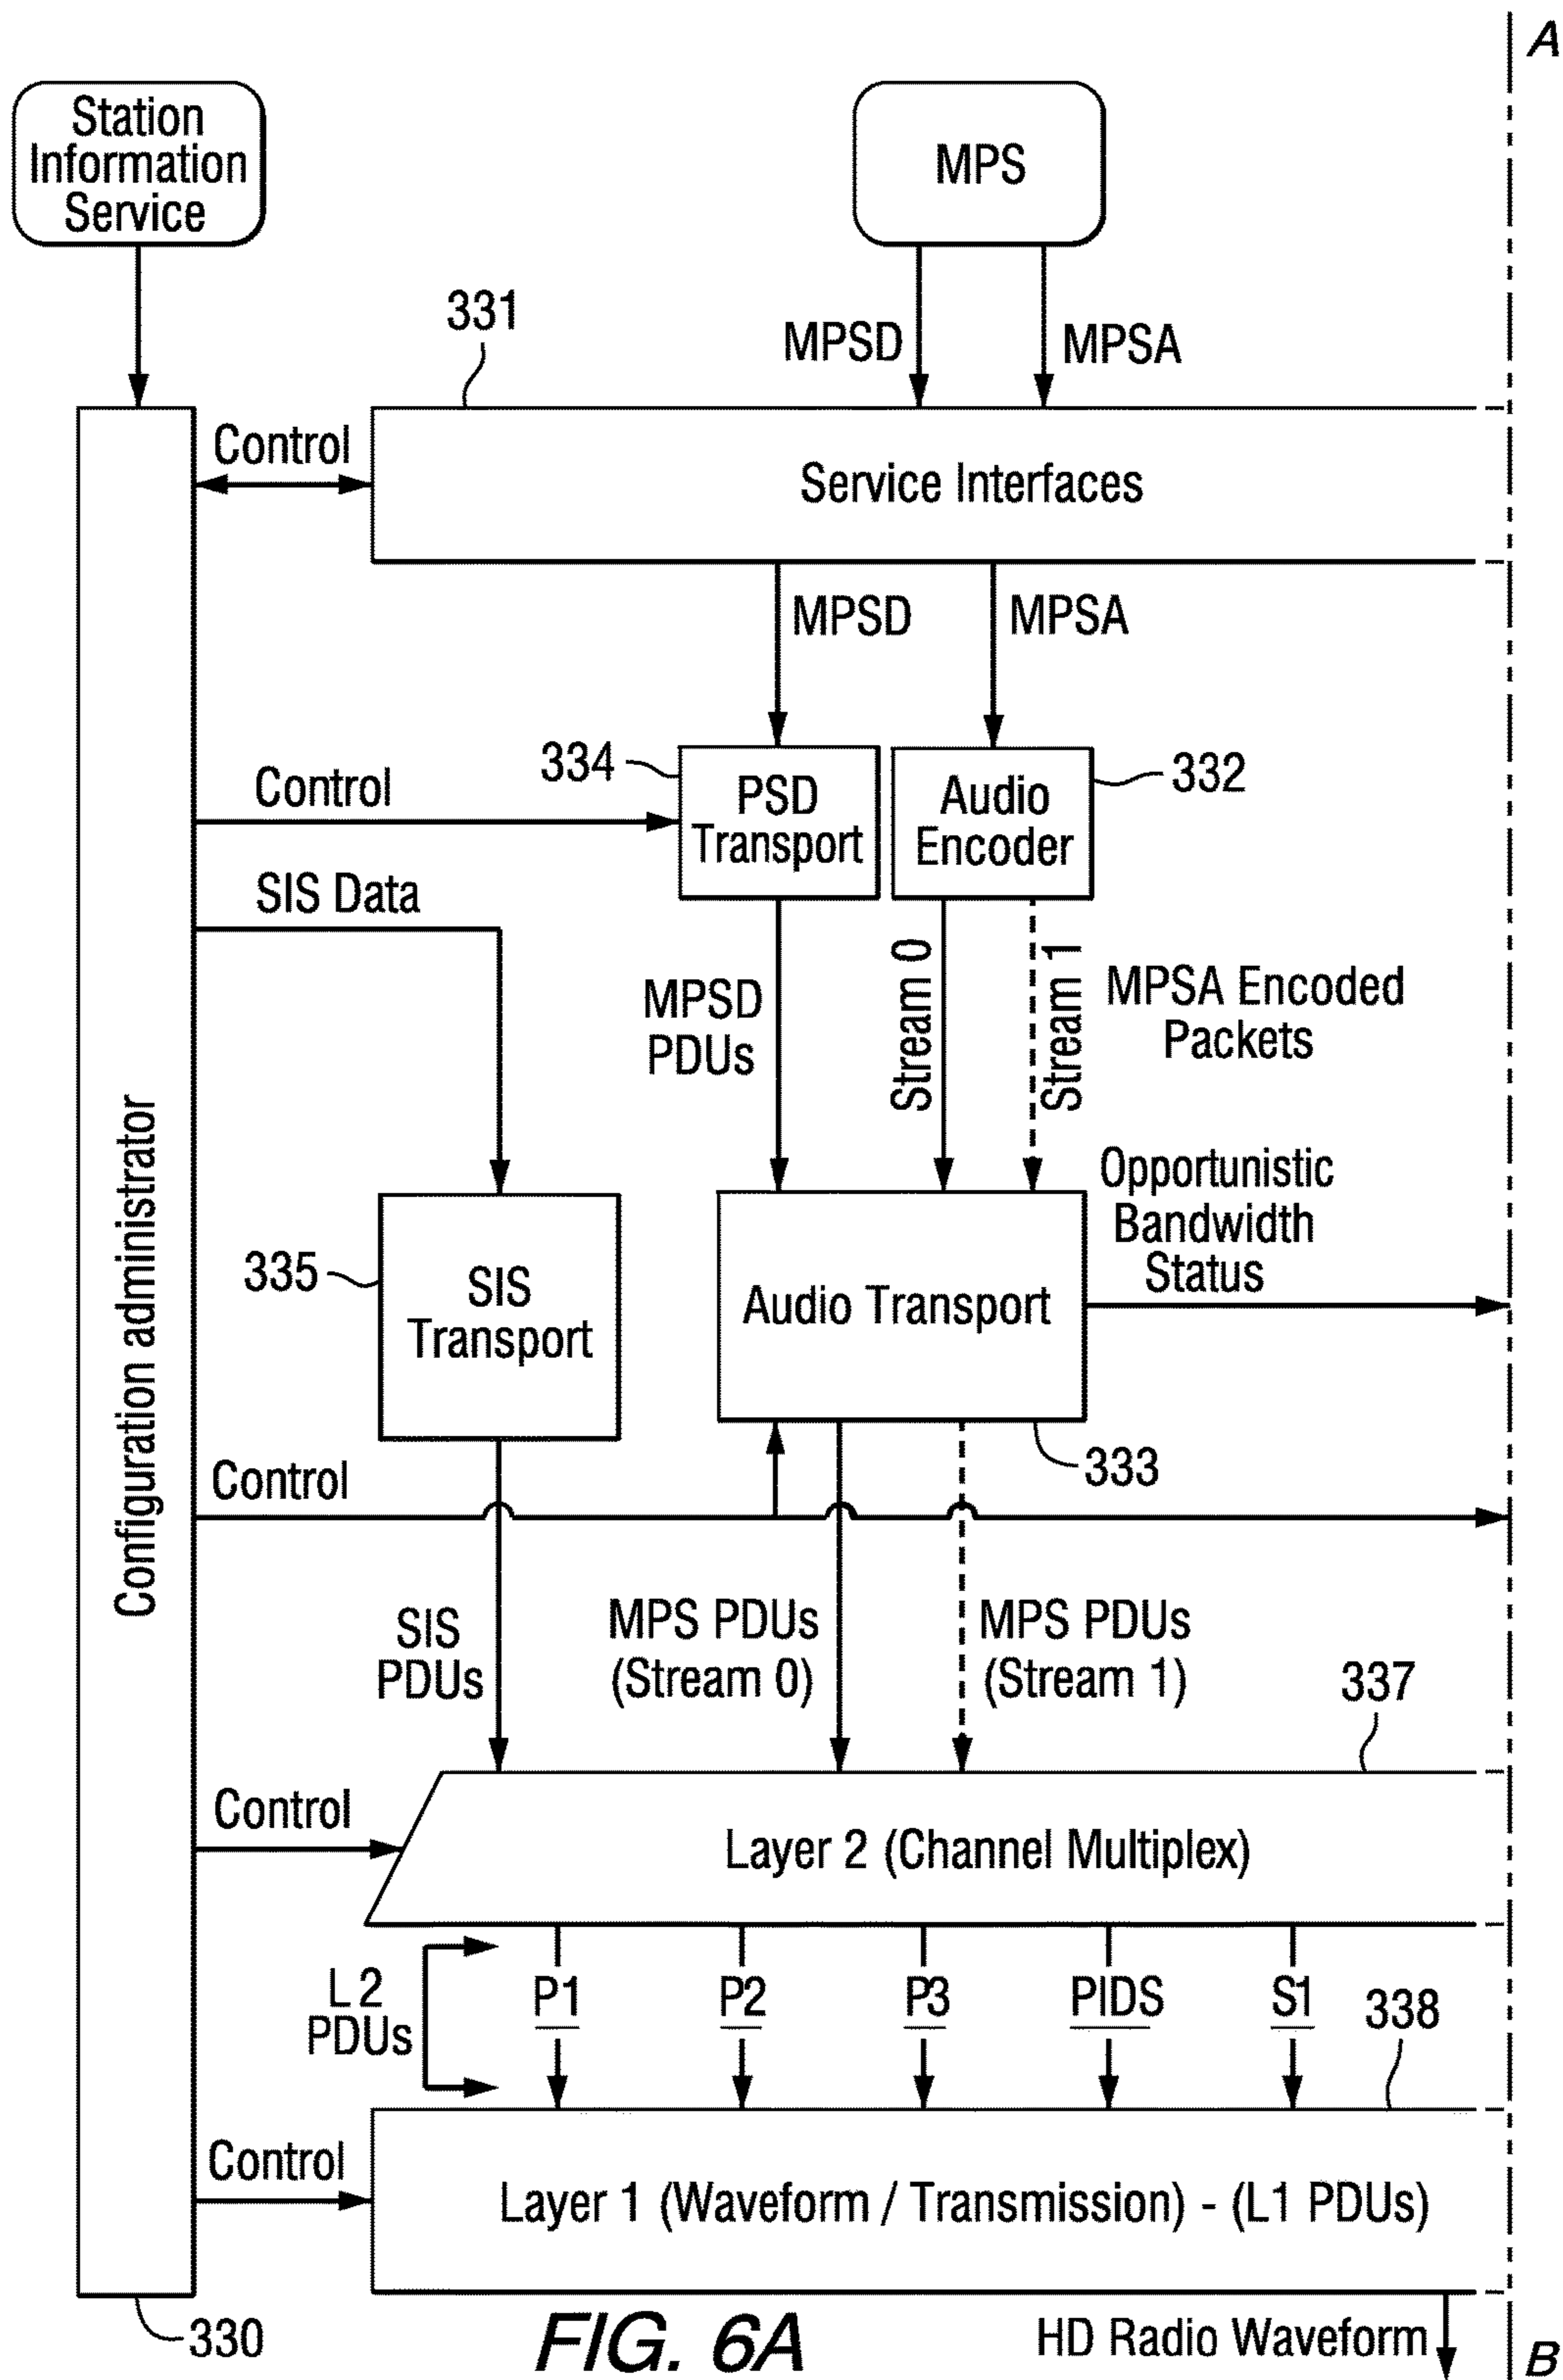 A
Station
Information
Service
MPS
331
MPSD
MPSA
Control
Service Interfaces
MPSD
MPSA
334
332
Control
PSD
Transport
Audio
Encoder
SIS Data
MPSD
PDUs
Stream 0
Stream 1
MPSA Encoded
Packets
Configuration administrator
Opportunistic
Bandwidth
Status
335
SIS
Transport
Audio Transport
333
Control
SIS
PDUs
MPS PDUs
(Stream 0)
MPS PDUs
(Stream 1)
337
Control
Layer 2 (Channel Multiplex)
L 2
PDUs
P1
P2
P3
PIDS
S1
338
Control
Layer 1 (Waveform / Transmission) - (L1 PDUs)
330
FIG. 6A
HD Radio Waveform
B